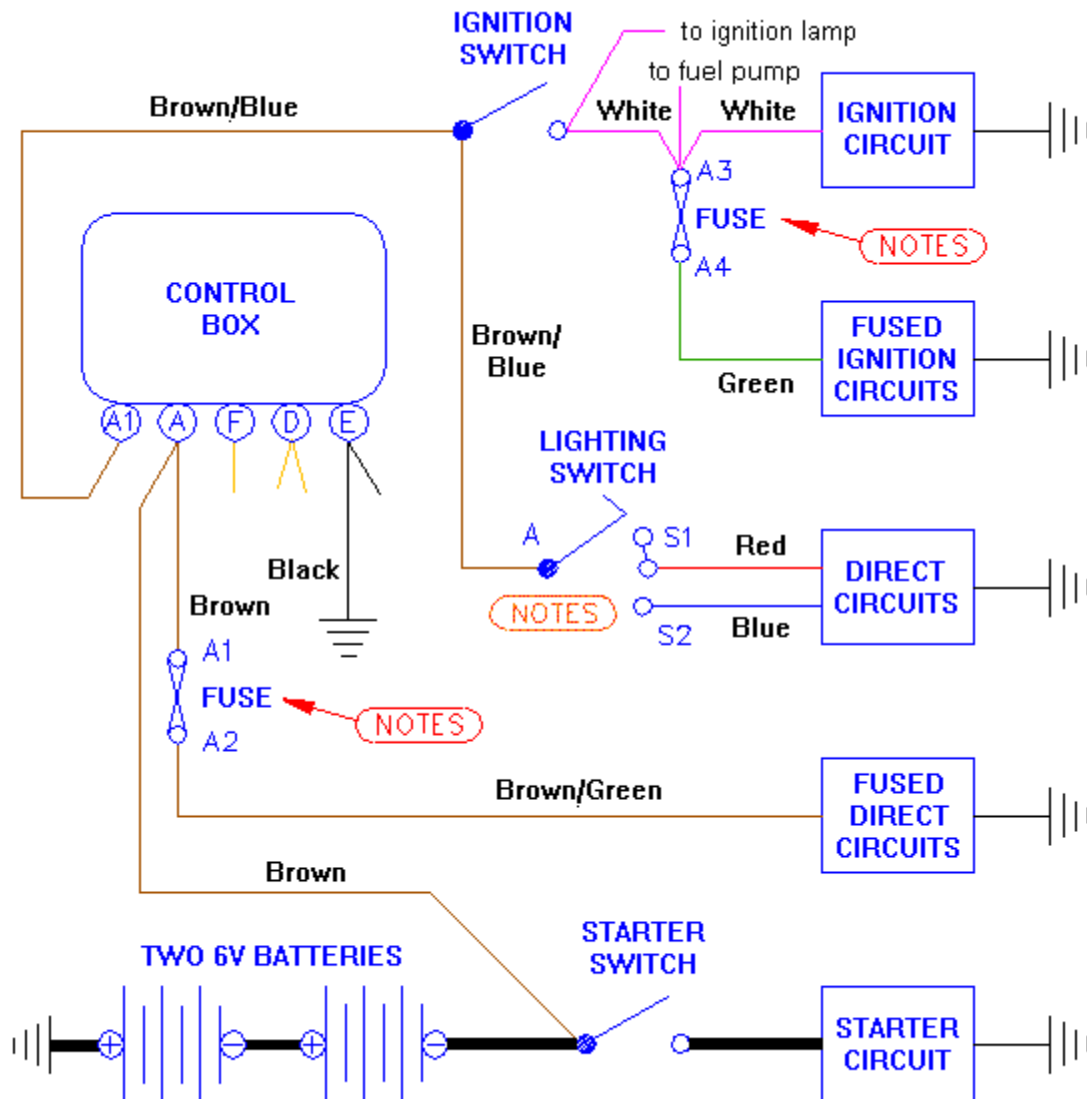 IGNITION
SWITCH
to ignition lamp
to fuel pump
Brown/Blue
White
White
IGNITION
CIRCUIT
A3
FUSE
NOTES
A4
CONTROL
BOX
Brown/
Blue
FUSED
IGNITION
CIRCUITS
Green
A1
A
F
D
E
LIGHTING
SWITCH
A
S1
Red
DIRECT
CIRCUITS
Black
Brown
NOTES
S2
Blue
A1
FUSE
NOTES
A2
Brown/Green
FUSED
DIRECT
CIRCUITS
Brown
TWO 6V BATTERIES
STARTER
SWITCH
+
-
+
-
STARTER
CIRCUIT